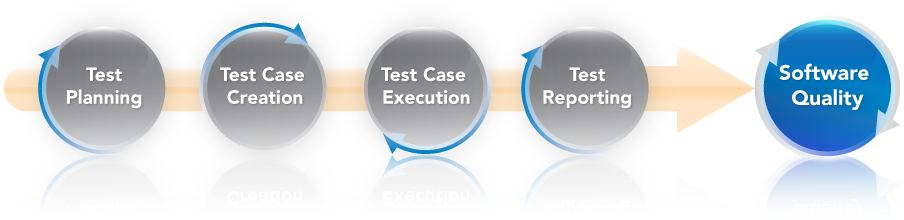 Test
Planning
Test Case
Creation
Test Case
Execution
Test
Reporting
Software
Quality